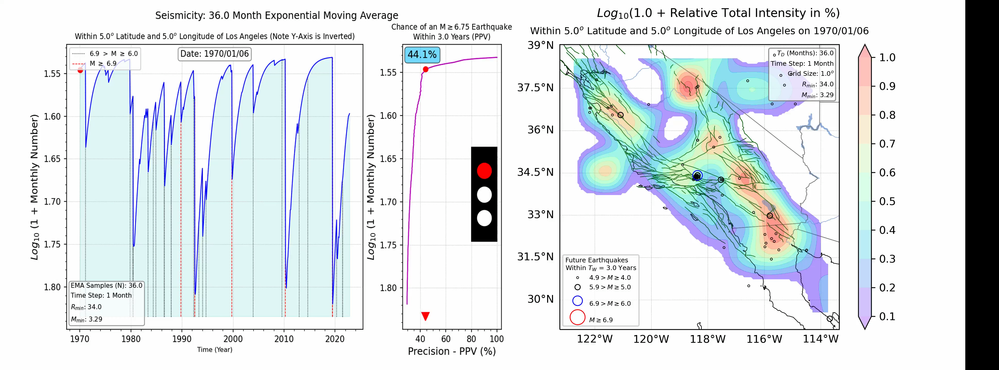 Seismicity: 36.0 Month Exponential Moving Average
Within 5.0° Latitude and 5.0° Longitude of Los Angeles (Note Y-Axis is Inverted)
6.9 > M ≥ 6.0
M ≥ 6.9
Date: 1970/01/06
Log₁₀ (1 + Monthly Number)
1.55
1.60
1.65
1.70
1.75
1.80
EMA Samples (N): 36.0
Time Step: 1 Month
Rmin: 34.0
Mmin: 3.29
1970 1980 1990 2000 2010 2020
Time (Year)
Chance of an M ≥ 6.75 Earthquake
Within 3.0 Years (PPV)
44.1%
Log₁₀ (1 + Monthly Number)
1.55
1.60
1.65
1.70
1.75
1.80
40 60 80 100
Precision - PPV (%)
Log₁₀(1.0 + Relative Total Intensity in %)
Within 5.0° Latitude and 5.0° Longitude of Los Angeles on 1970/01/06
39°N
37.5°N
36°N
34.5°N
33°N
31.5°N
30°N
T_D (Months): 36.0
Time Step: 1 Month
Grid Size: 1.0°
Rmin: 34.0
Mmin: 3.29
Future Earthquakes
Within T_W = 3.0 Years
4.9 > M ≥ 4.0
5.9 > M ≥ 5.0
6.9 > M ≥ 6.0
M ≥ 6.9
122°W 120°W 118°W 116°W 114°W
1.0
0.9
0.8
0.7
0.6
0.5
0.4
0.3
0.2
0.1